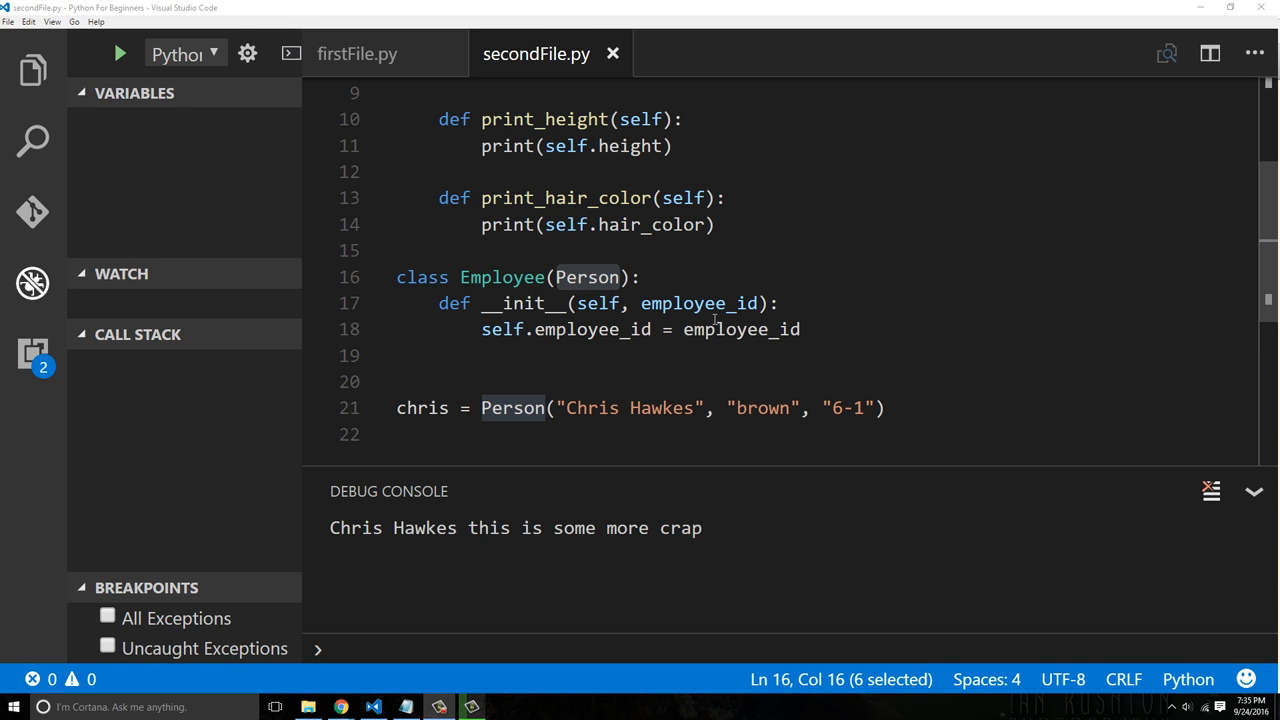 secondFile.py - Python For Beginners - Visual Studio Code
File Edit View Go Help
Python
firstFile.py
secondFile.py
VARIABLES
WATCH
CALL STACK
2
BREAKPOINTS
All Exceptions
Uncaught Exceptions
9
10 def print_height(self):
11 print(self.height)
12
13 def print_hair_color(self):
14 print(self.hair_color)
15
16 class Employee(Person):
17 def __init__(self, employee_id):
18 self.employee_id = employee_id
19
20
21 chris = Person("Chris Hawkes", "brown", "6-1")
22
DEBUG CONSOLE
Chris Hawkes this is some more crap
0 0
Ln 16, Col 16 (6 selected) Spaces: 4 UTF-8 CRLF Python
I'm Cortana. Ask me anything.
7:35 PM
9/24/2016